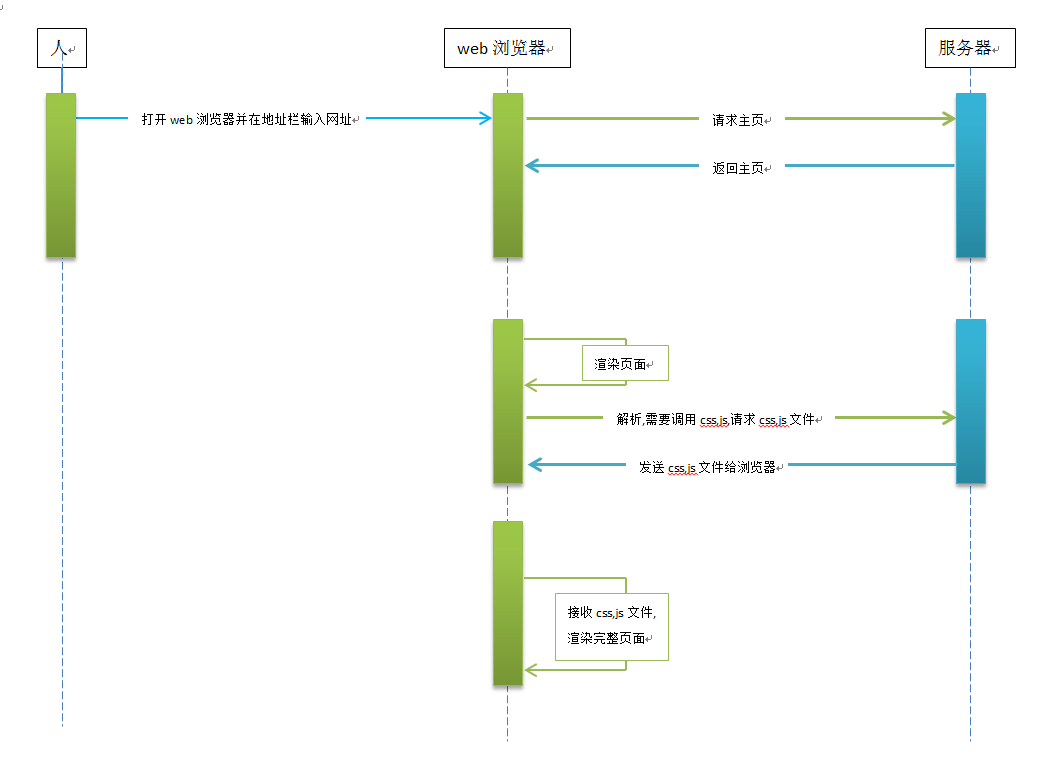 人
web 浏览器
服务器
打开 web 浏览器并在地址栏输入网址
请求主页
返回主页
渲染页面
解析,需要调用 css,js,请求 css,js 文件
发送 css,js 文件给浏览器
接收 css,js 文件,
渲染完整页面